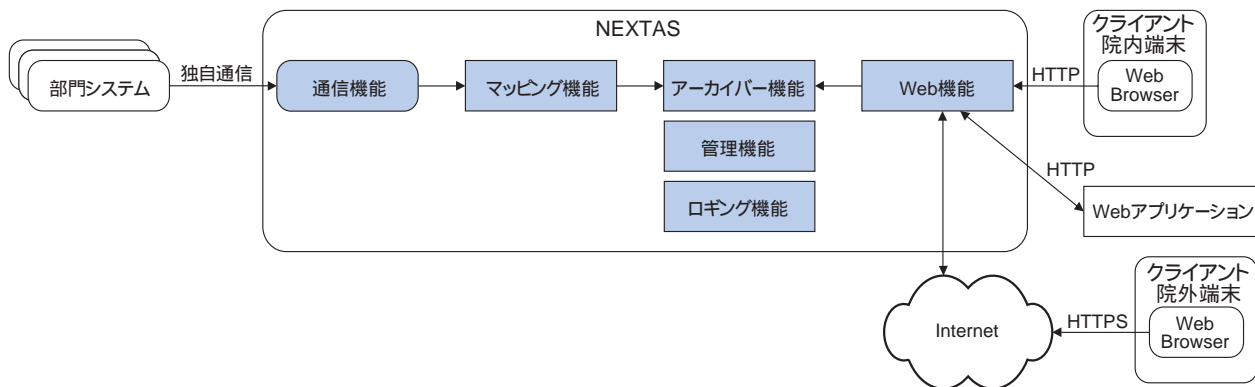 NEXTAS
クライアント
院内端末
Web
Browser
HTTP
部門システム
独自通信
通信機能
マッピング機能
アーカイバー機能
Web機能
管理機能
ロギング機能
HTTP
Webアプリケーション
クライアント
院外端末
Web
Browser
HTTPS
Internet